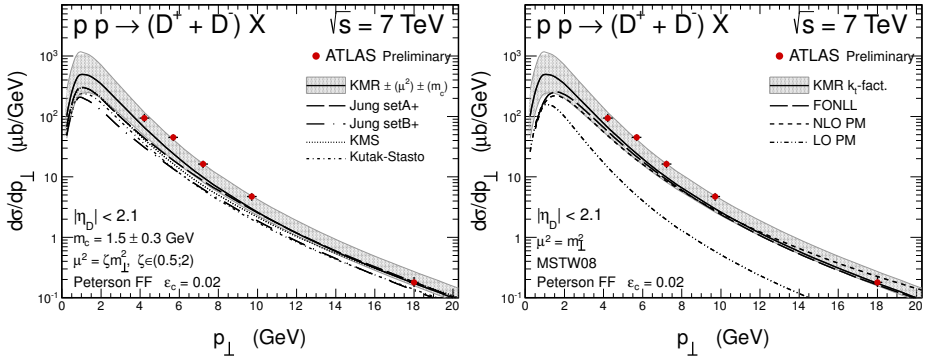 p p → (D⁺ + D⁻) X √s = 7 TeV
ATLAS Preliminary
KMR ± (μ²) ± (m_c)
Jung setA+
Jung setB+
KMS
Kutak-Stasto
|η_D| < 2.1
m_c = 1.5 ± 0.3 GeV
μ² = ζm²_⊥, ζ∈(0.5;2)
Peterson FF ε_c = 0.02
dσ/dp_⊥ (μb/GeV)
10³
10²
10
1
10⁻¹
0 2 4 6 8 10 12 14 16 18 20
p_⊥ (GeV)
p p → (D⁺ + D⁻) X √s = 7 TeV
ATLAS Preliminary
KMR k_t-fact.
FONLL
NLO PM
LO PM
|η_D| < 2.1
μ² = m²_⊥
MSTW08
Peterson FF ε_c = 0.02
dσ/dp_⊥ (μb/GeV)
10³
10²
10
1
10⁻¹
0 2 4 6 8 10 12 14 16 18 20
p_⊥ (GeV)